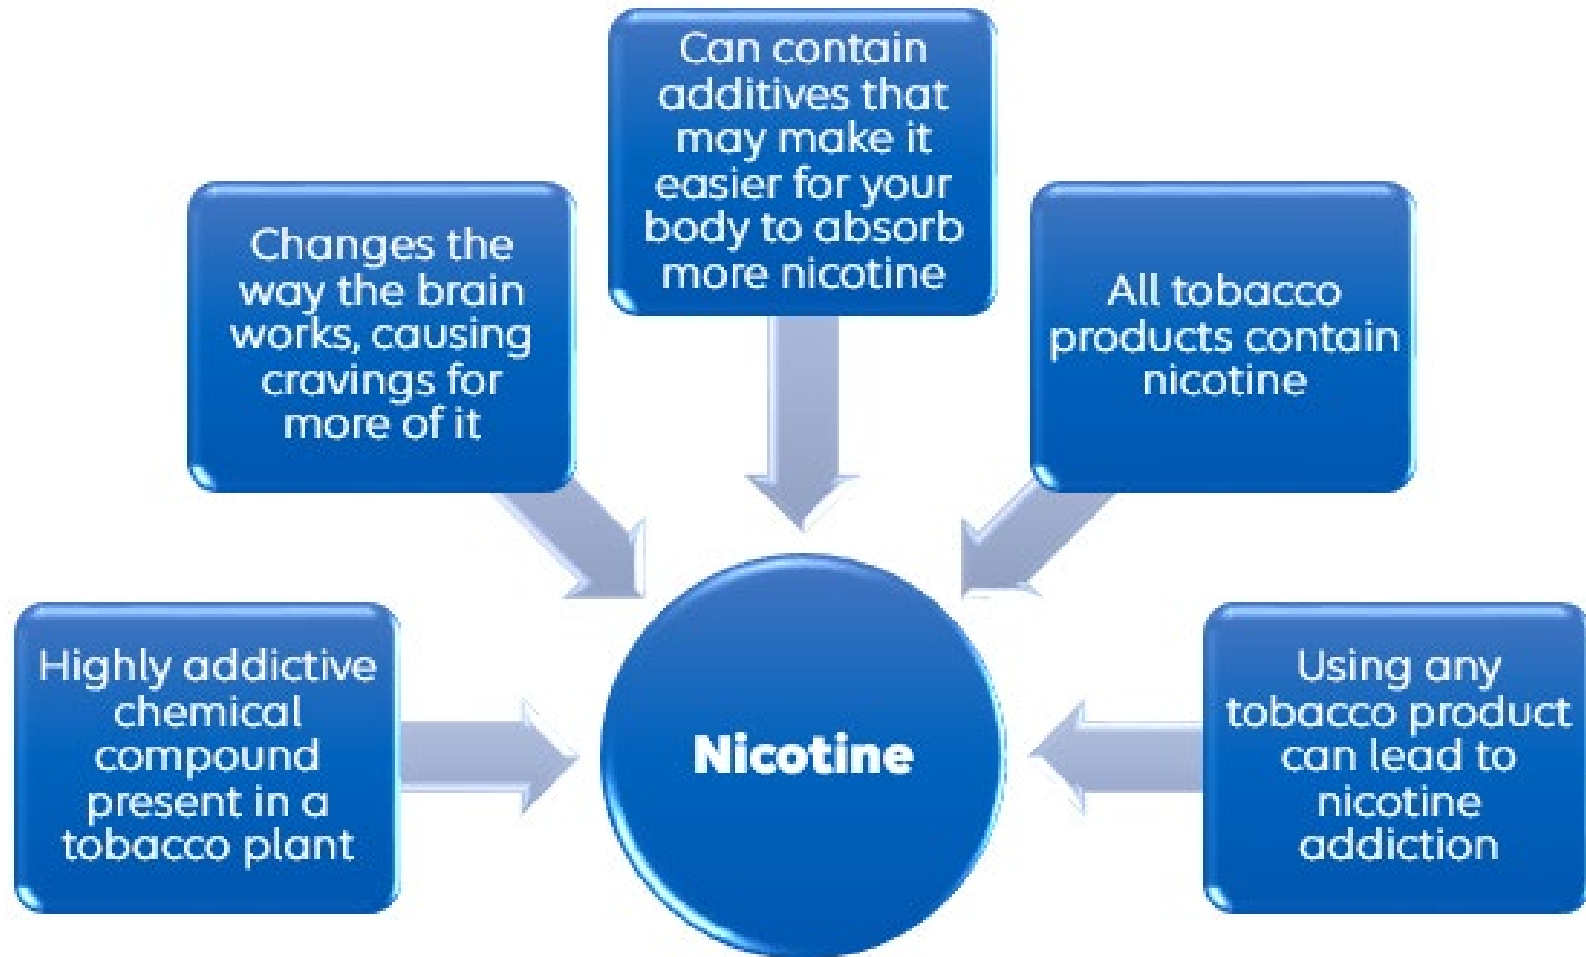 Can contain
additives that
may make it
easier for your
body to absorb
more nicotine
Changes the
way the brain
works, causing
cravings for
more of it
All tobacco
products contain
nicotine
Highly addictive
chemical
compound
present in a
tobacco plant
Nicotine
Using any
tobacco product
can lead to
nicotine
addiction